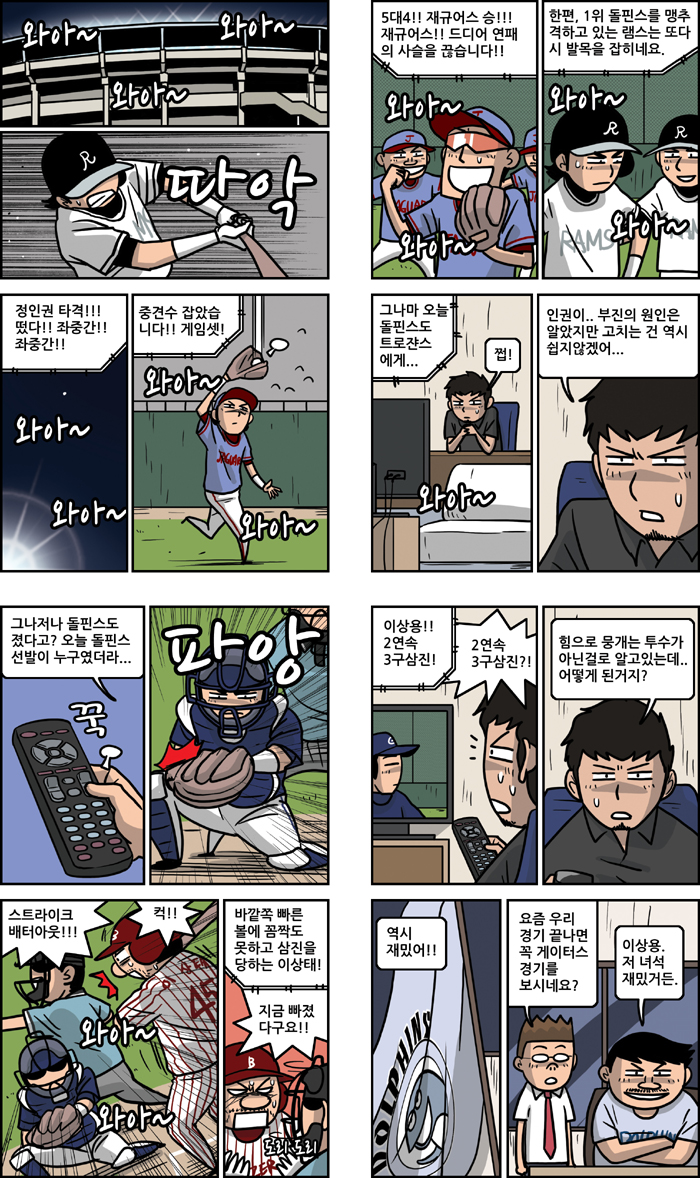 와아~
와아~
와아~
R
따악
정인권 타격!!!
떴다!! 좌중간!!
좌중간!!
와아~
와아~
중견수 잡았습
니다!! 게임셋!
와아~
JAGUAR
와아~
5대4!! 재규어스 승!!!
재규어스!! 드디어 연패
의 사슬을 끊습니다!!
와아~
J
JAGUAR
와아~
한편, 1위 돌핀스를 맹추
격하고 있는 램스는 또다
시 발목을 잡히네요.
와아~
R
R
RAMS
와아~
그나마 오늘
돌핀스도
트로쟌스
에게...
쩝!
와아~
인권이.. 부진의 원인은
알았지만 고치는 건 역시
쉽지않겠어...
그나저나 돌핀스도
졌다고? 오늘 돌핀스
선발이 누구였더라...
꾹
파앙
스트라이크
배터아웃!!!
컥!!
45
와아~
와아~
바깥쪽 빠른
볼에 꼼짝도
못하고 삼진을
당하는 이상태!
지금 빠졌
다구요!!
B
도리 도리
이상용!!
2연속
3구삼진!!
2연속
3구삼진?!
G
힘으로 뭉개는 투수가
아닌걸로 알고있는데..
어떻게 된거지?
역시
재밌어!!
DOLPHINS
요즘 우리
경기 끝나면
꼭 게이터스
경기를
보시네요?
이상용.
저 녀석
재밌거든.
DOLPHIN